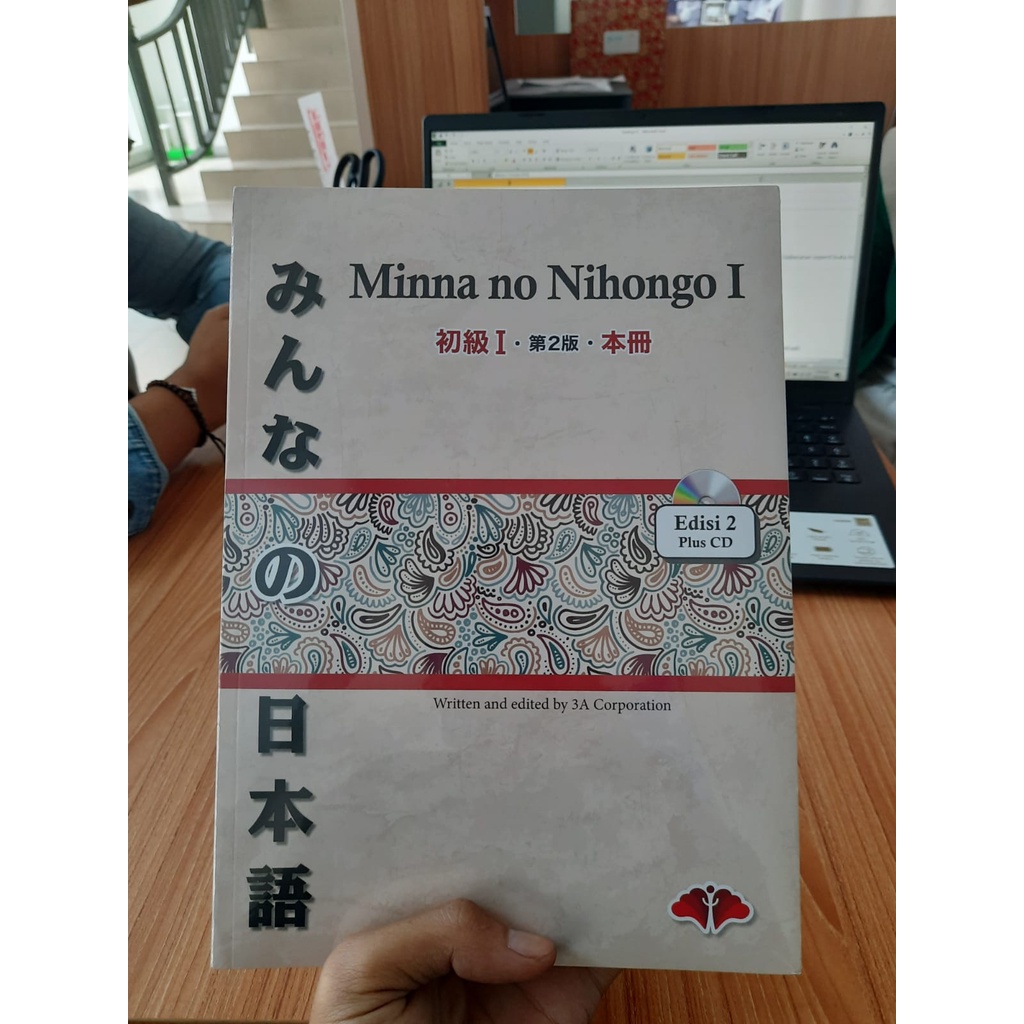 みんなの日本語
Minna no Nihongo I
初級 I・第2版・本冊
Edisi 2
Plus CD
Written and edited by 3A Corporation